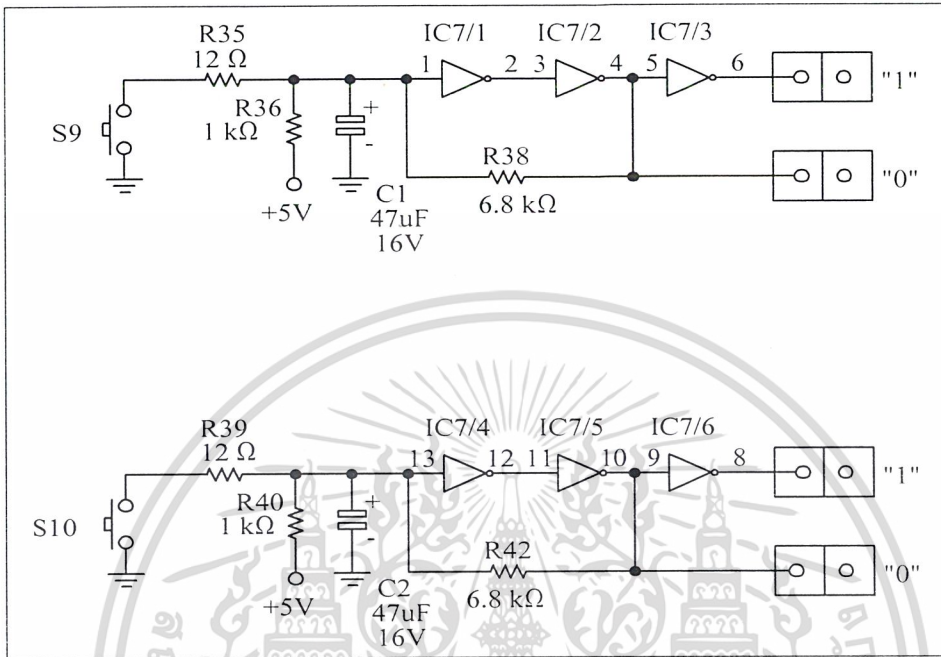 R35
12 Ω
IC7/1
IC7/2
IC7/3
1
2
3
4
5
6
"1"
S9
R36
1 kΩ
+
-
+5V
C1
47uF
16V
R38
6.8 kΩ
"0"
R39
12 Ω
IC7/4
IC7/5
IC7/6
13
12
11
10
9
8
"1"
S10
R40
1 kΩ
+
-
+5V
C2
47uF
16V
R42
6.8 kΩ
"0"